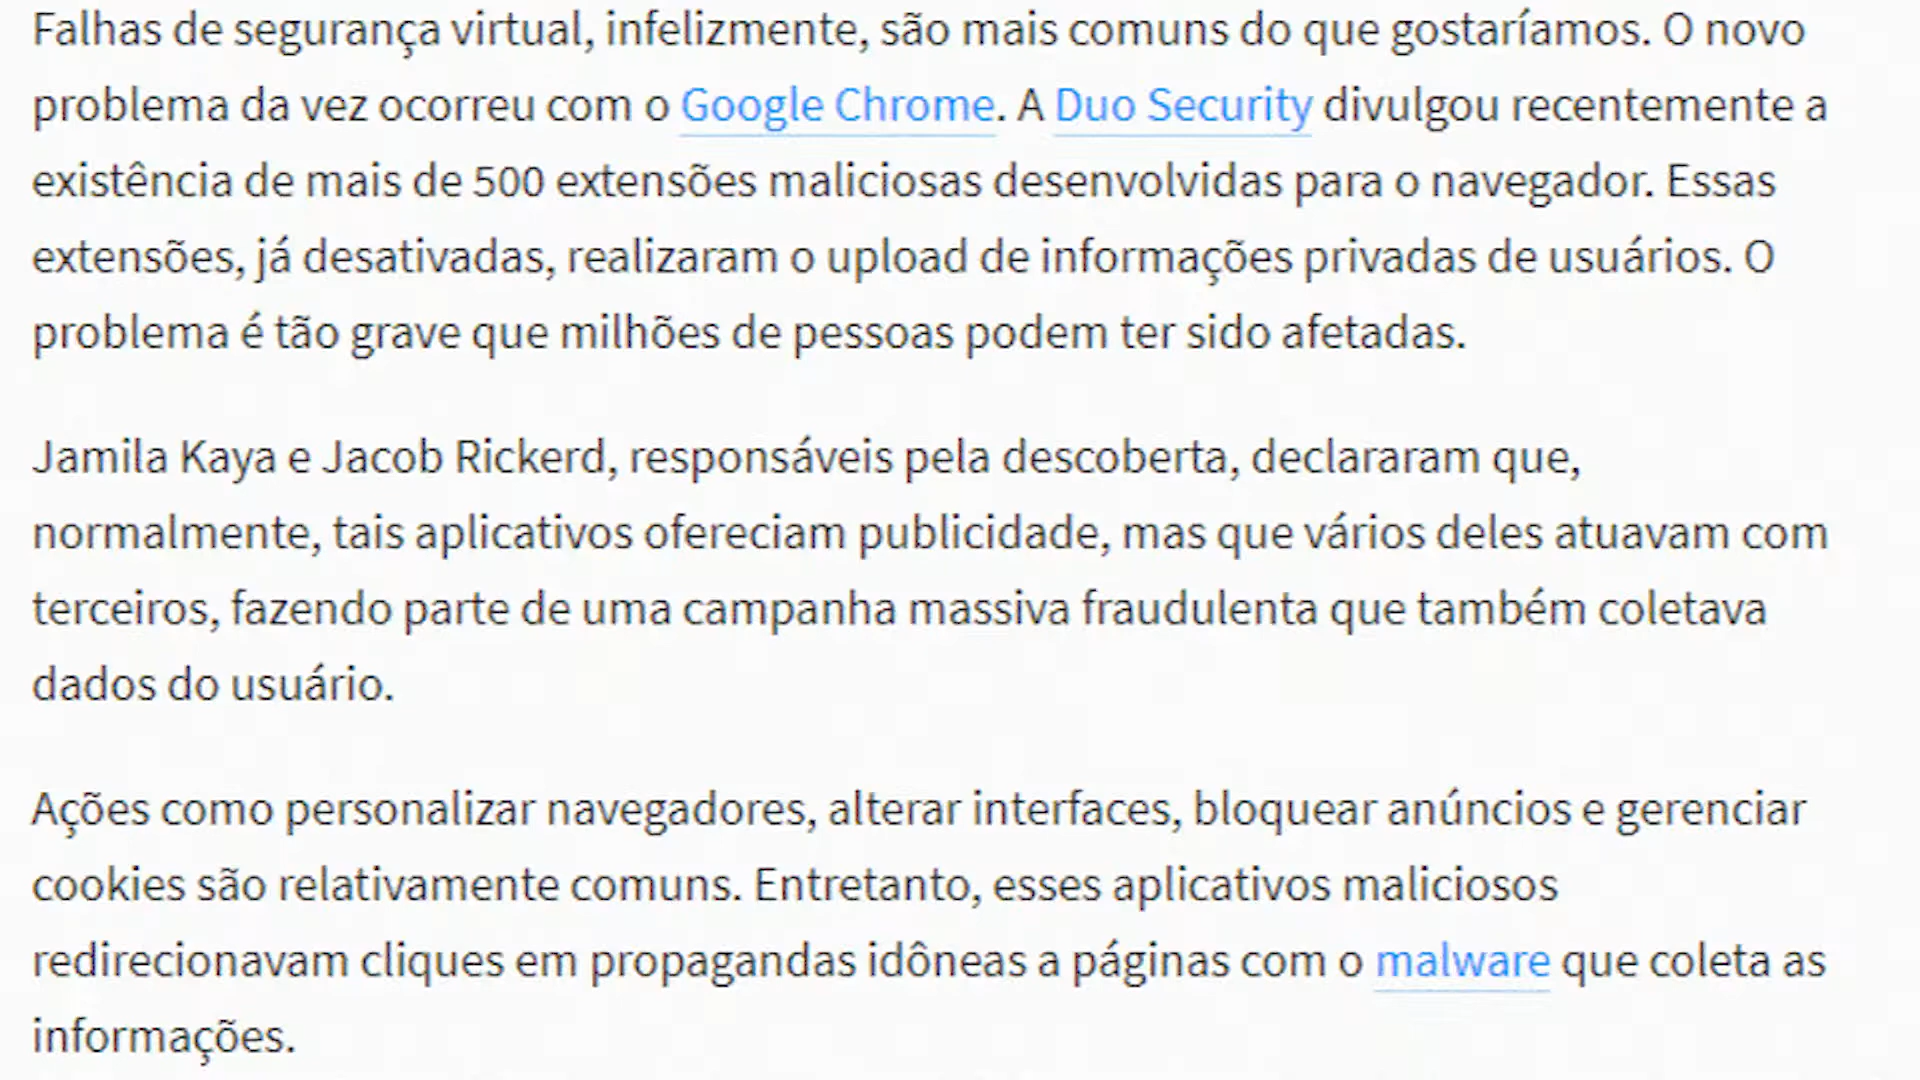 Falhas de segurança virtual, infelizmente, são mais comuns do que gostaríamos. O novo
problema da vez ocorreu com o Google Chrome. A Duo Security divulgou recentemente a
existência de mais de 500 extensões maliciosas desenvolvidas para o navegador. Essas
extensões, já desativadas, realizaram o upload de informações privadas de usuários. O
problema é tão grave que milhões de pessoas podem ter sido afetadas.
Jamila Kaya e Jacob Rickerd, responsáveis pela descoberta, declararam que,
normalmente, tais aplicativos ofereciam publicidade, mas que vários deles atuavam com
terceiros, fazendo parte de uma campanha massiva fraudulenta que também coletava
dados do usuário.
Ações como personalizar navegadores, alterar interfaces, bloquear anúncios e gerenciar
cookies são relativamente comuns. Entretanto, esses aplicativos maliciosos
redirecionavam cliques em propagandas idôneas a páginas com o malware que coleta as
informações.